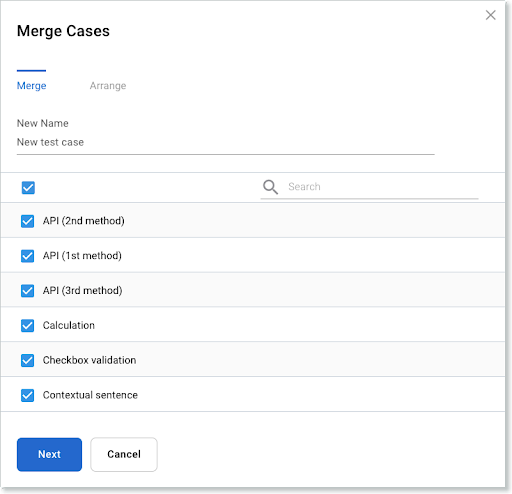 Merge Cases
Merge Arrange
New Name
New test case
Search
API (2nd method)
API (1st method)
API (3rd method)
Calculation
Checkbox validation
Contextual sentence
Next Cancel